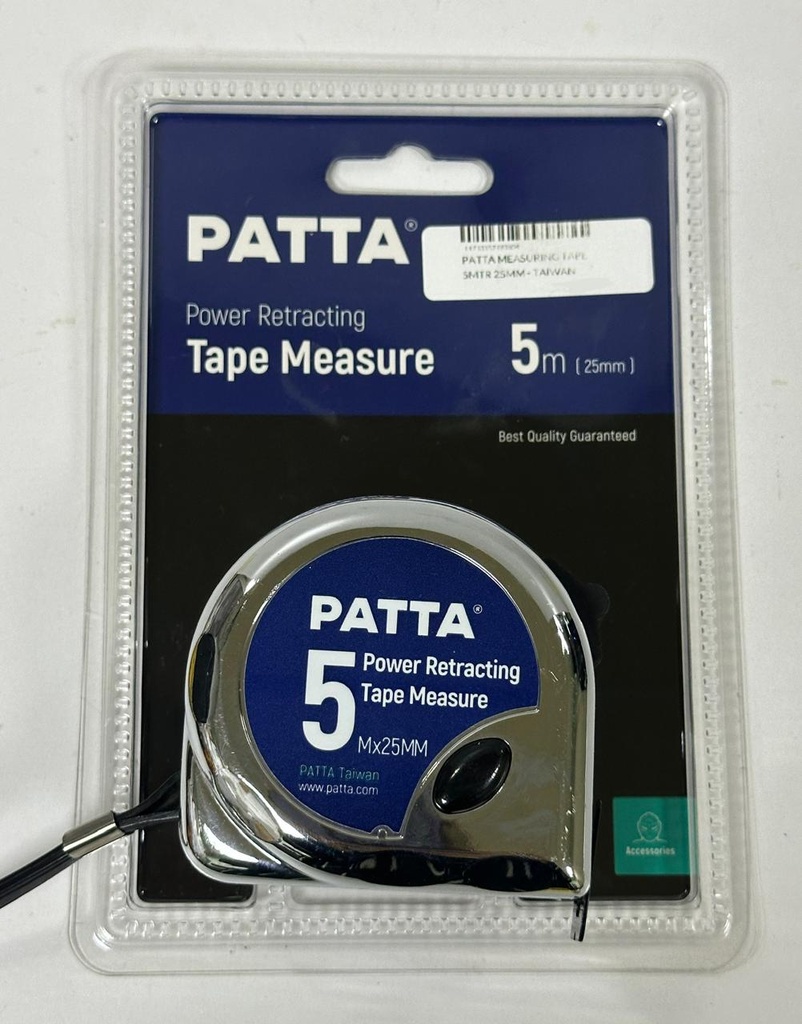 PATTA®
PATTA MEASURING TAPE
5MTR 25MM - TAIWAN
Power Retracting
Tape Measure
5m [ 25mm ]
Best Quality Guaranteed
PATTA®
5 Power Retracting
Tape Measure
Mx25MM
PATTA Taiwan
www.patta.com
Accessories